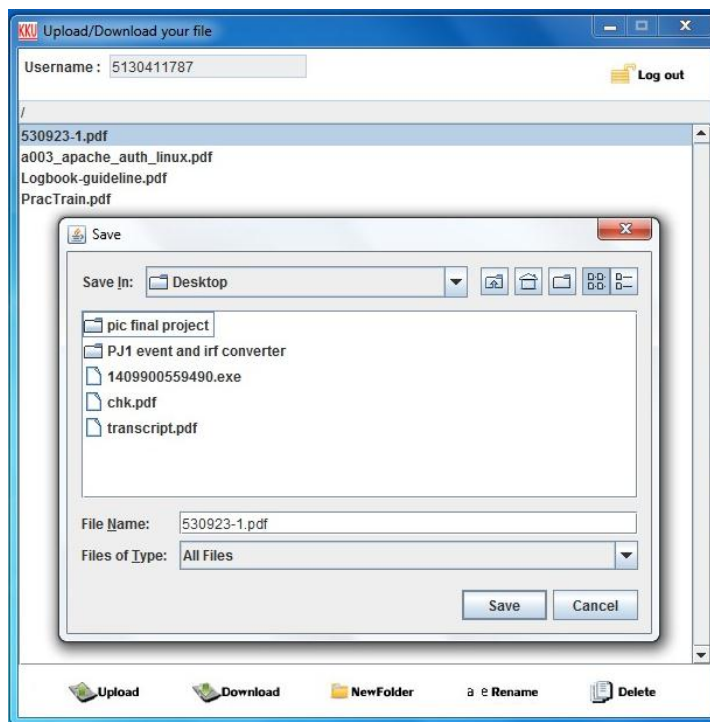 KKU Upload/Download your file
Username : 5130411787
Log out
/
530923-1.pdf
a003_apache_auth_linux.pdf
Logbook-guideline.pdf
PracTrain.pdf
Save
Save In: Desktop
pic final project
PJ1 event and irf converter
1409900559490.exe
chk.pdf
transcript.pdf
File Name: 530923-1.pdf
Files of Type: All Files
Save Cancel
Upload Download NewFolder a e Rename Delete